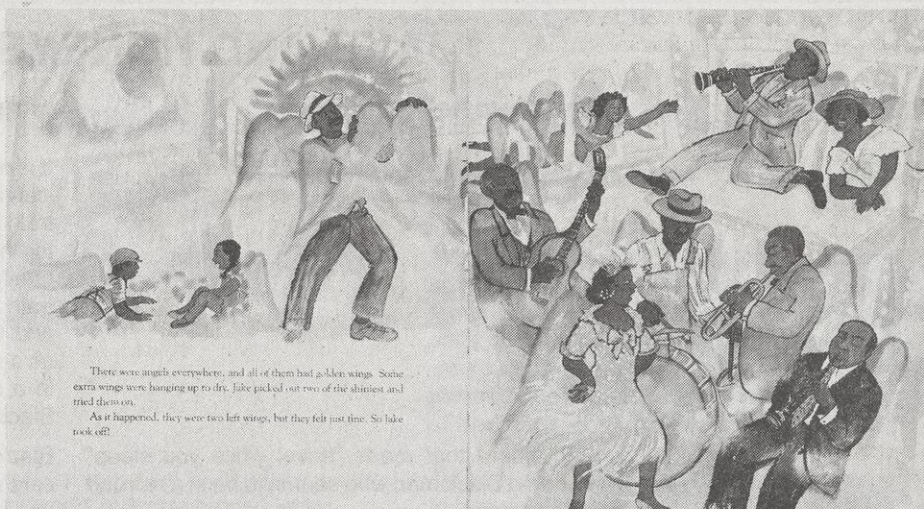 There were angels everywhere, and all of them had golden wings. Some
extra wings were hanging up to dry. Jake picked out two of the shiniest and
tried them on.
As it happened, they were two left wings, but they felt just fine. So Jake
took off!